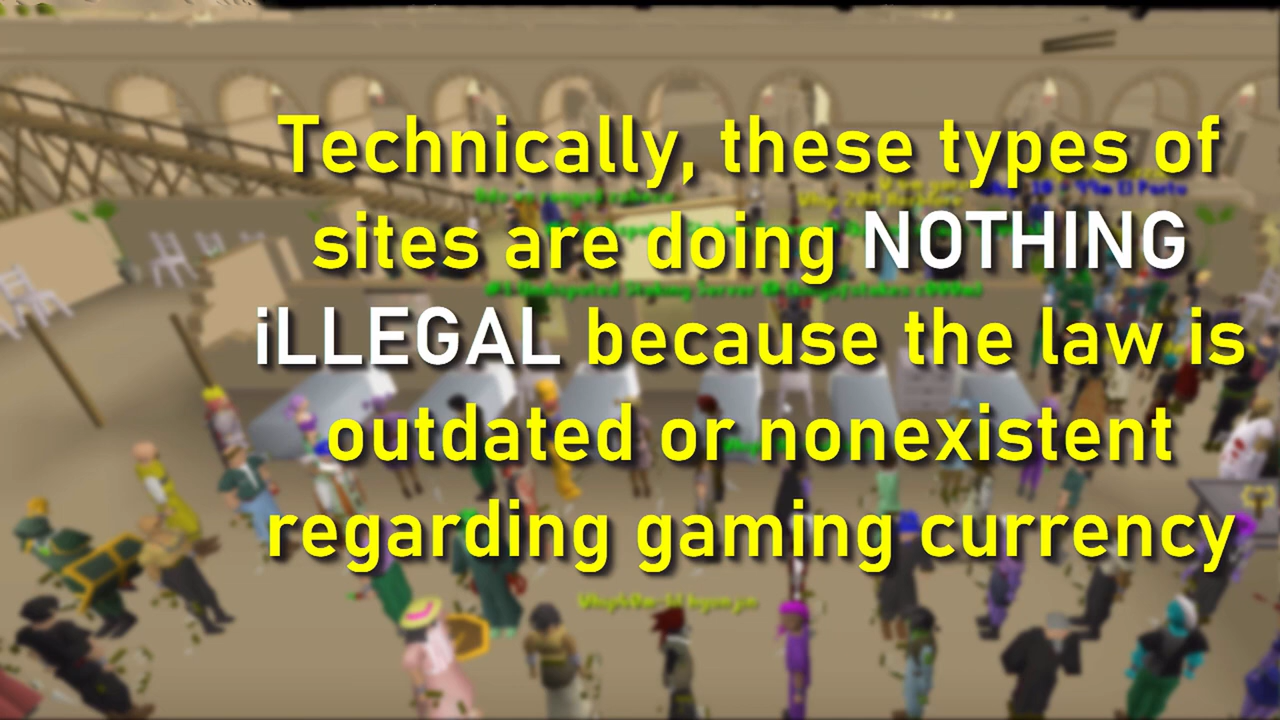 Technically, these types of
sites are doing NOTHING
iLLEGAL because the law is
outdated or nonexistent
regarding gaming currency